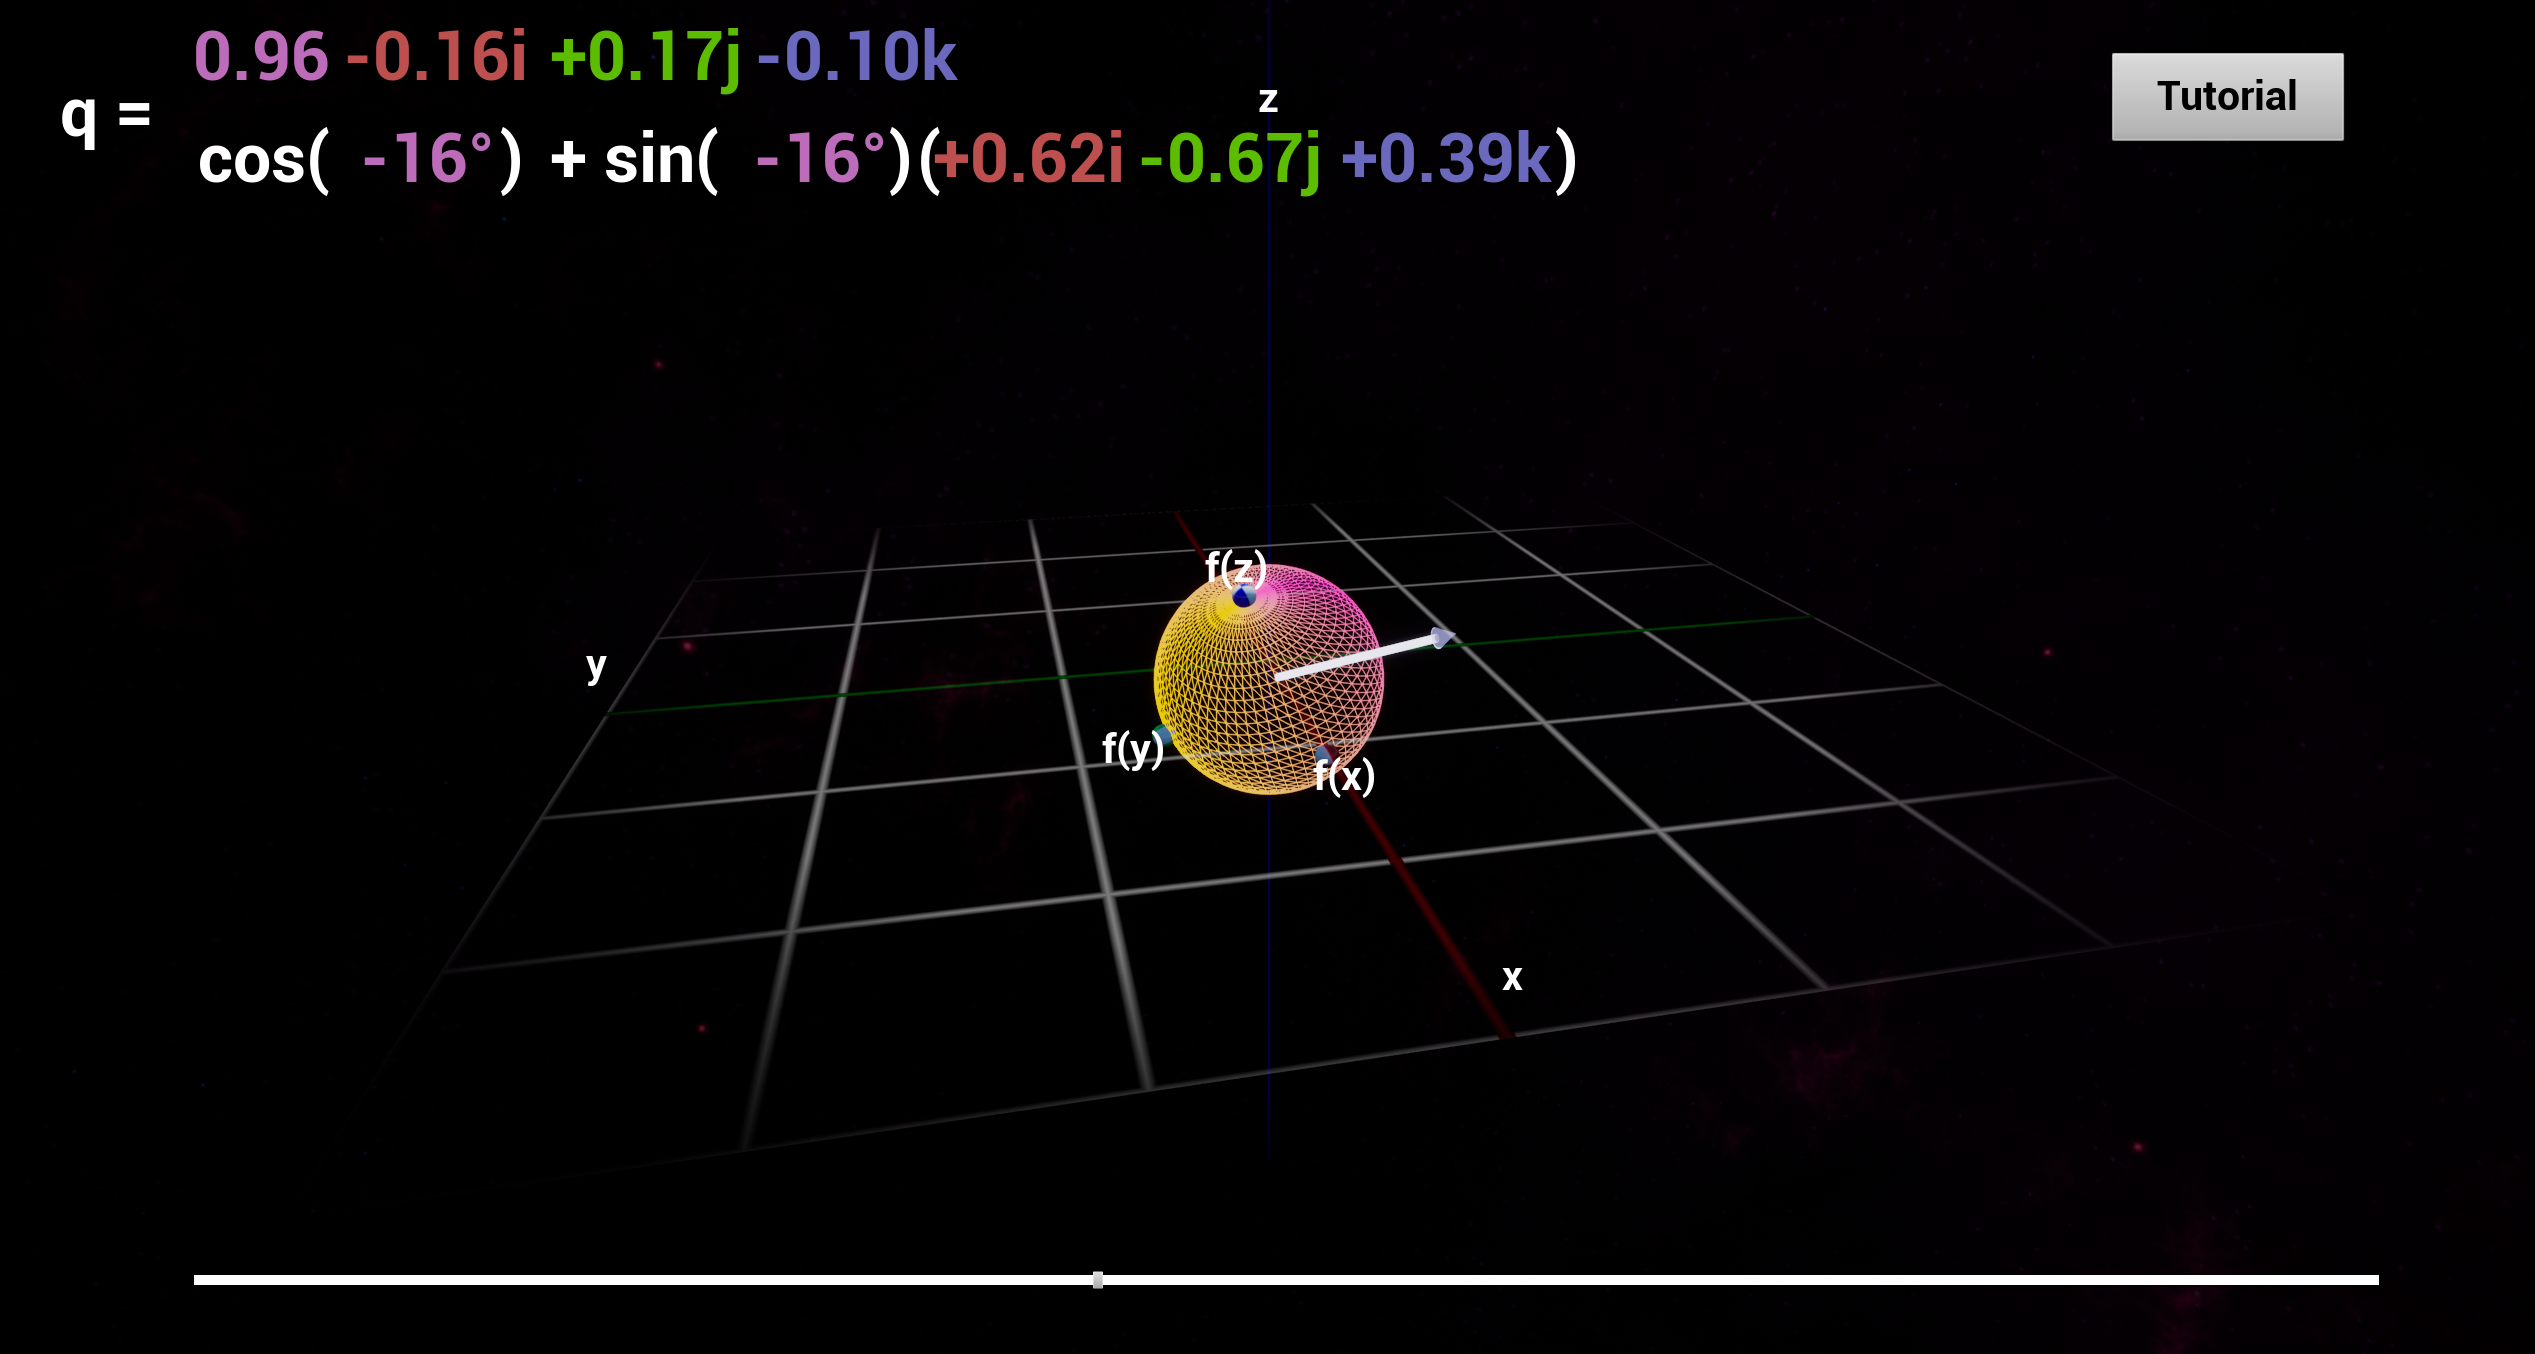 0.96 -0.16i +0.17j -0.10k
q =
cos( -16°) + sin( -16°)(+0.62i -0.67j +0.39k)
Tutorial
z
f(z)
y
f(y)
f(x)
x